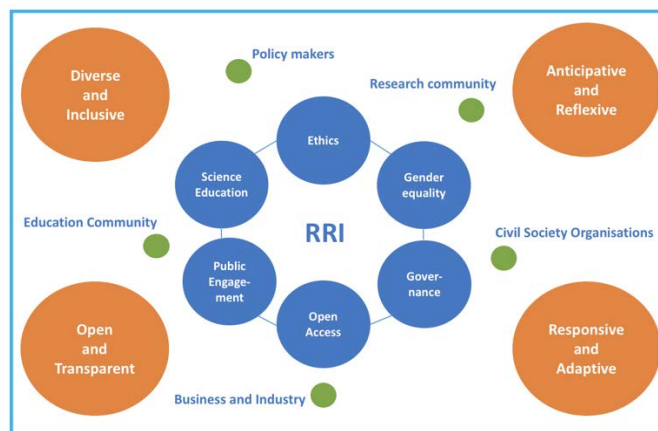 Diverse
and
Inclusive
Policy makers
Research community
Anticipative
and
Reflexive
Ethics
Science
Education
Gender
equality
Education Community
RRI
Civil Society Organisations
Public
Engage-
ment
Gover-
nance
Open
Access
Open
and
Transparent
Responsive
and
Adaptive
Business and Industry